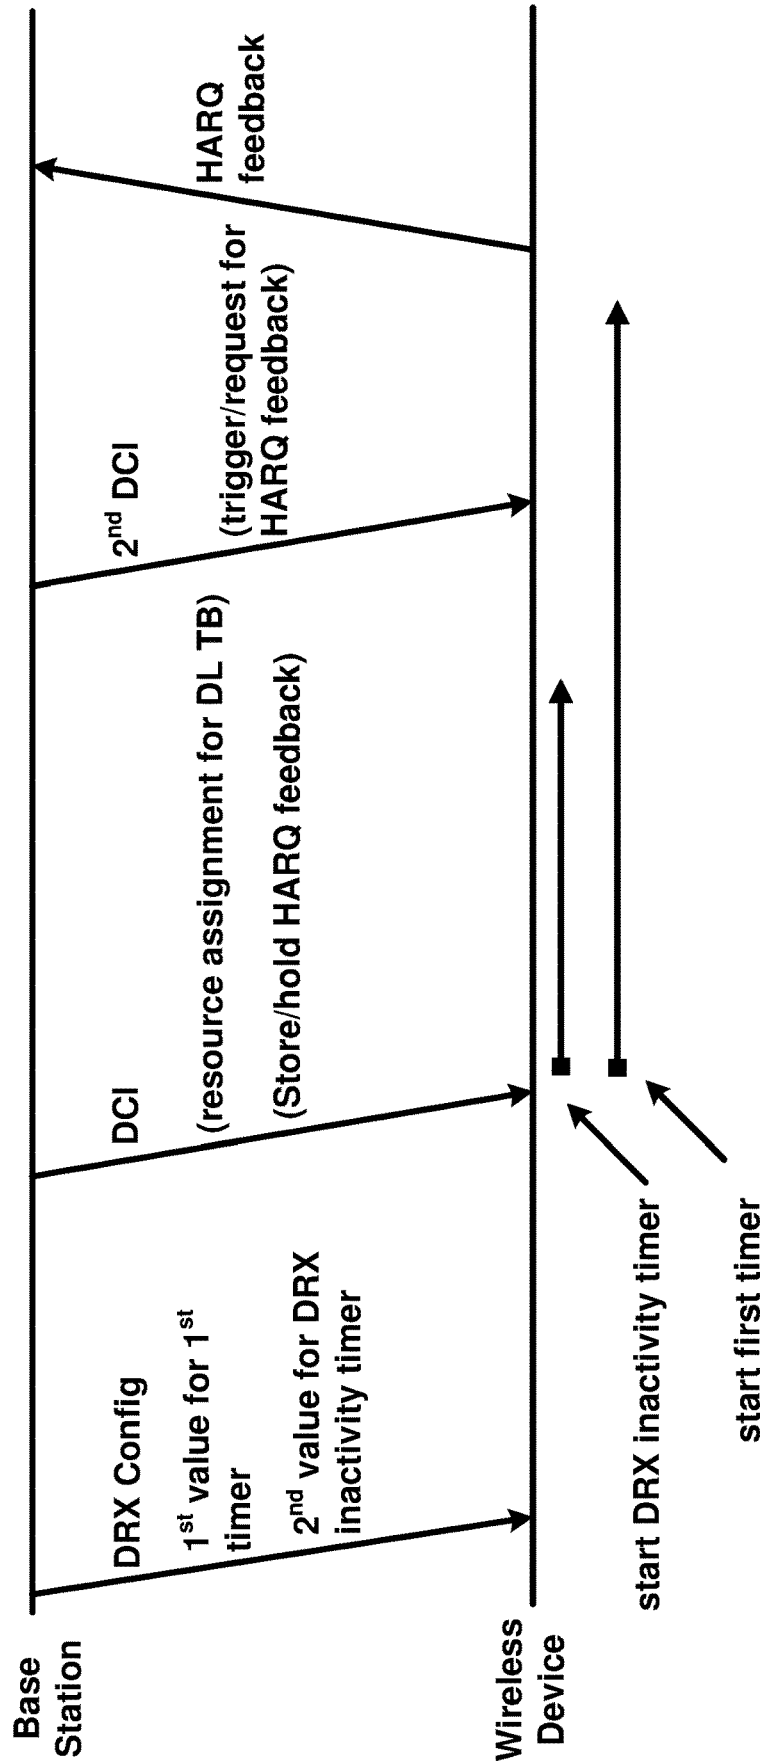 Base
Station
DRX Config
1st value for 1st
timer
2nd value for DRX
inactivity timer
DCI
(resource assignment for DL TB)
(Store/hold HARQ feedback)
2nd DCI
(trigger/request for
HARQ feedback)
HARQ
feedback
Wireless
Device
start DRX inactivity timer
start first timer